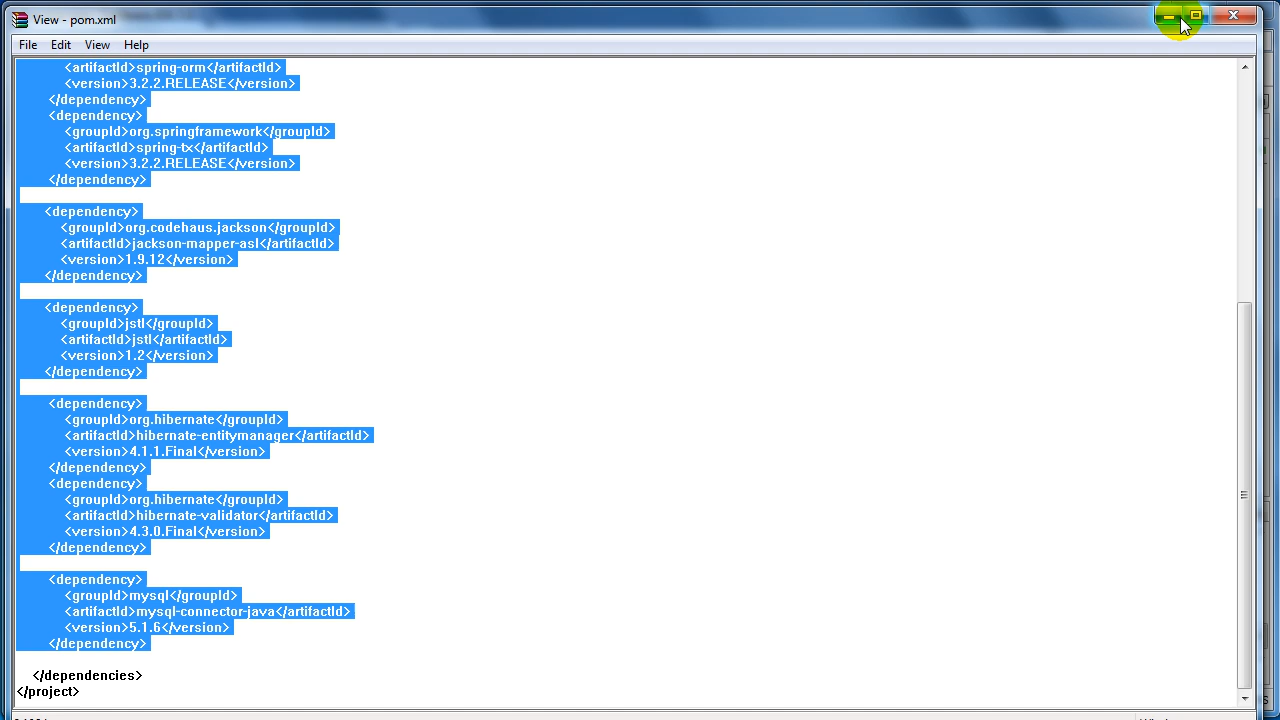 View - pom.xml
File Edit View Help
<artifactId>spring-orm</artifactId>
<version>3.2.2.RELEASE</version>
</dependency>
<dependency>
<groupId>org.springframework</groupId>
<artifactId>spring-tx</artifactId>
<version>3.2.2.RELEASE</version>
</dependency>
<dependency>
<groupId>org.codehaus.jackson</groupId>
<artifactId>jackson-mapper-asl</artifactId>
<version>1.9.12</version>
</dependency>
<dependency>
<groupId>jstl</groupId>
<artifactId>jstl</artifactId>
<version>1.2</version>
</dependency>
<dependency>
<groupId>org.hibernate</groupId>
<artifactId>hibernate-entitymanager</artifactId>
<version>4.1.1.Final</version>
</dependency>
<dependency>
<groupId>org.hibernate</groupId>
<artifactId>hibernate-validator</artifactId>
<version>4.3.0.Final</version>
</dependency>
<dependency>
<groupId>mysql</groupId>
<artifactId>mysql-connector-java</artifactId>
<version>5.1.6</version>
</dependency>
</dependencies>
</project>